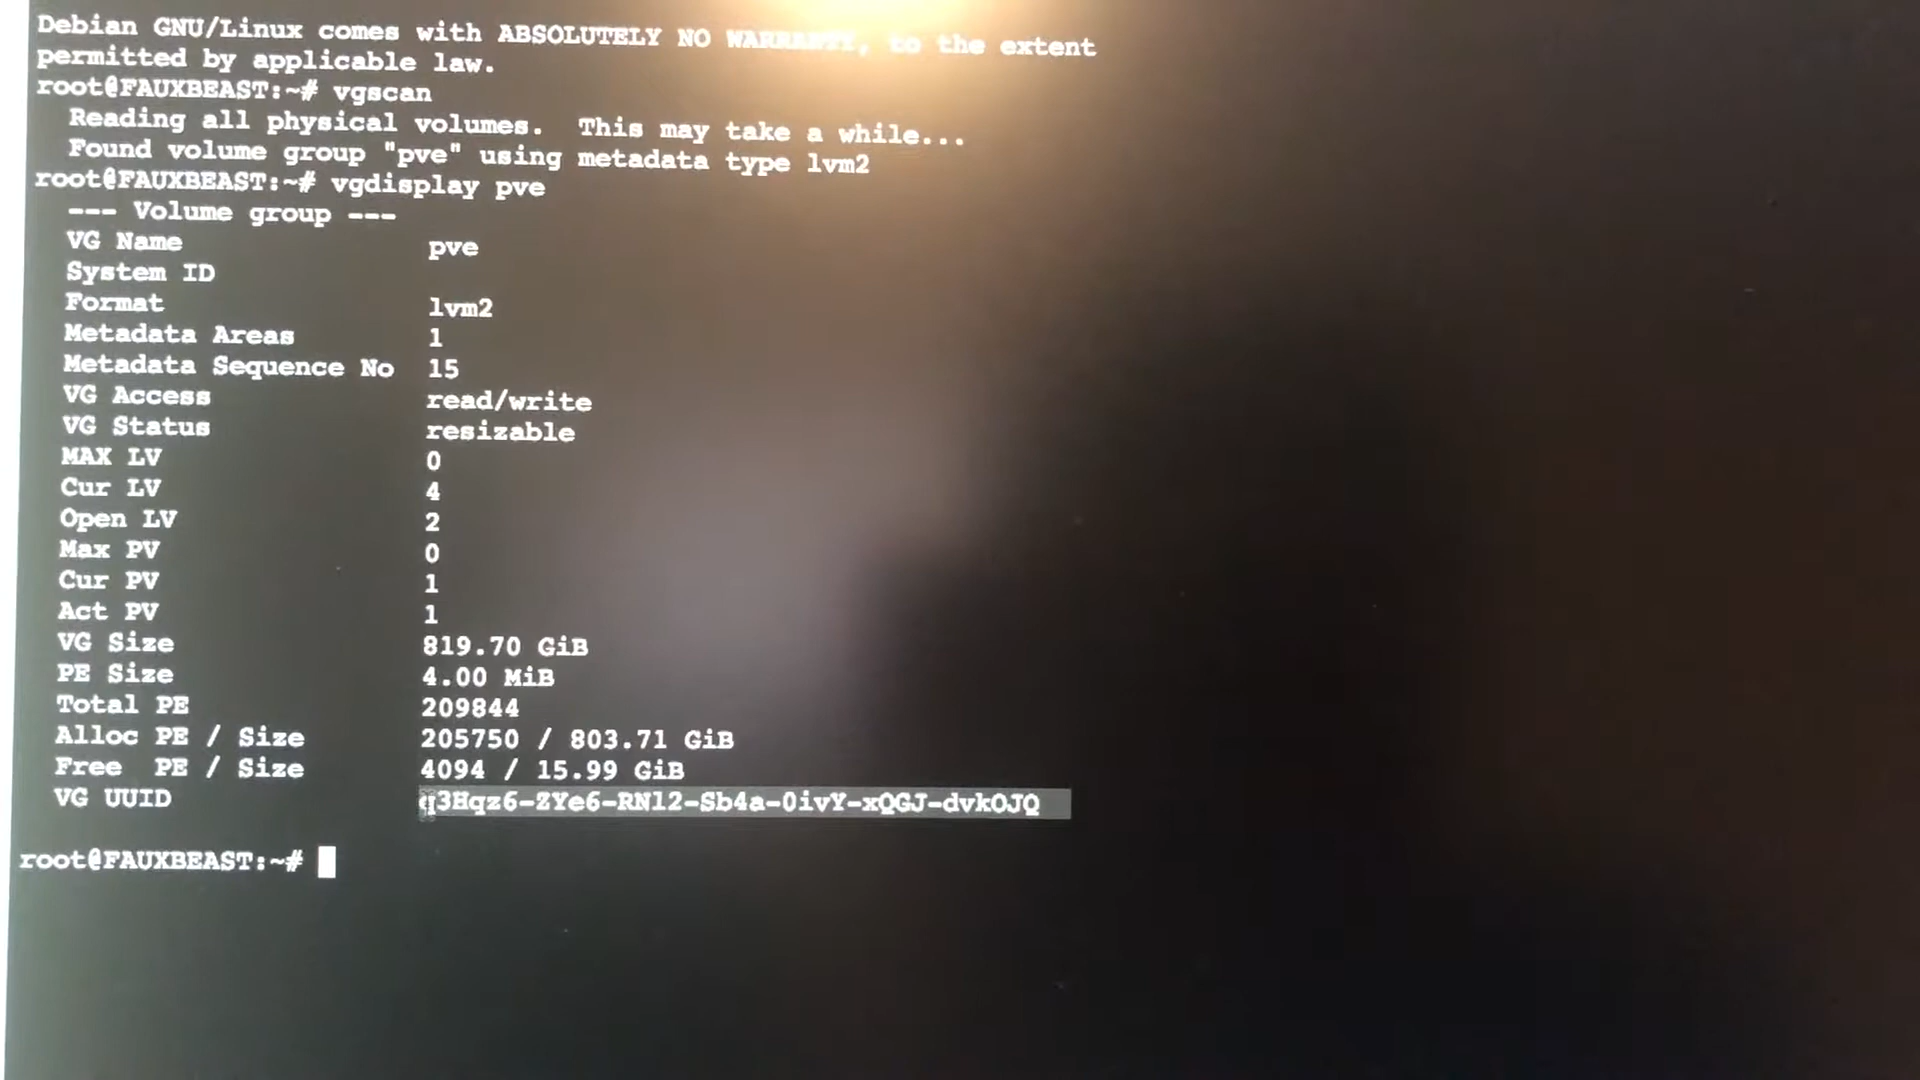 Debian GNU/Linux comes with ABSOLUTELY NO WARRANTY, to the extent
permitted by applicable law.
root@FAUXBEAST:~# vgscan
  Reading all physical volumes.  This may take a while...
  Found volume group "pve" using metadata type lvm2
root@FAUXBEAST:~# vgdisplay pve
  --- Volume group ---
  VG Name               pve
  System ID
  Format                lvm2
  Metadata Areas        1
  Metadata Sequence No  15
  VG Access             read/write
  VG Status             resizable
  MAX LV                0
  Cur LV                4
  Open LV               2
  Max PV                0
  Cur PV                1
  Act PV                1
  VG Size               819.70 GiB
  PE Size               4.00 MiB
  Total PE              209844
  Alloc PE / Size       205750 / 803.71 GiB
  Free  PE / Size       4094 / 15.99 GiB
  VG UUID               q3Hqz6-ZYe6-RNl2-Sb4a-0ivY-xQGJ-dvkOJQ
root@FAUXBEAST:~#